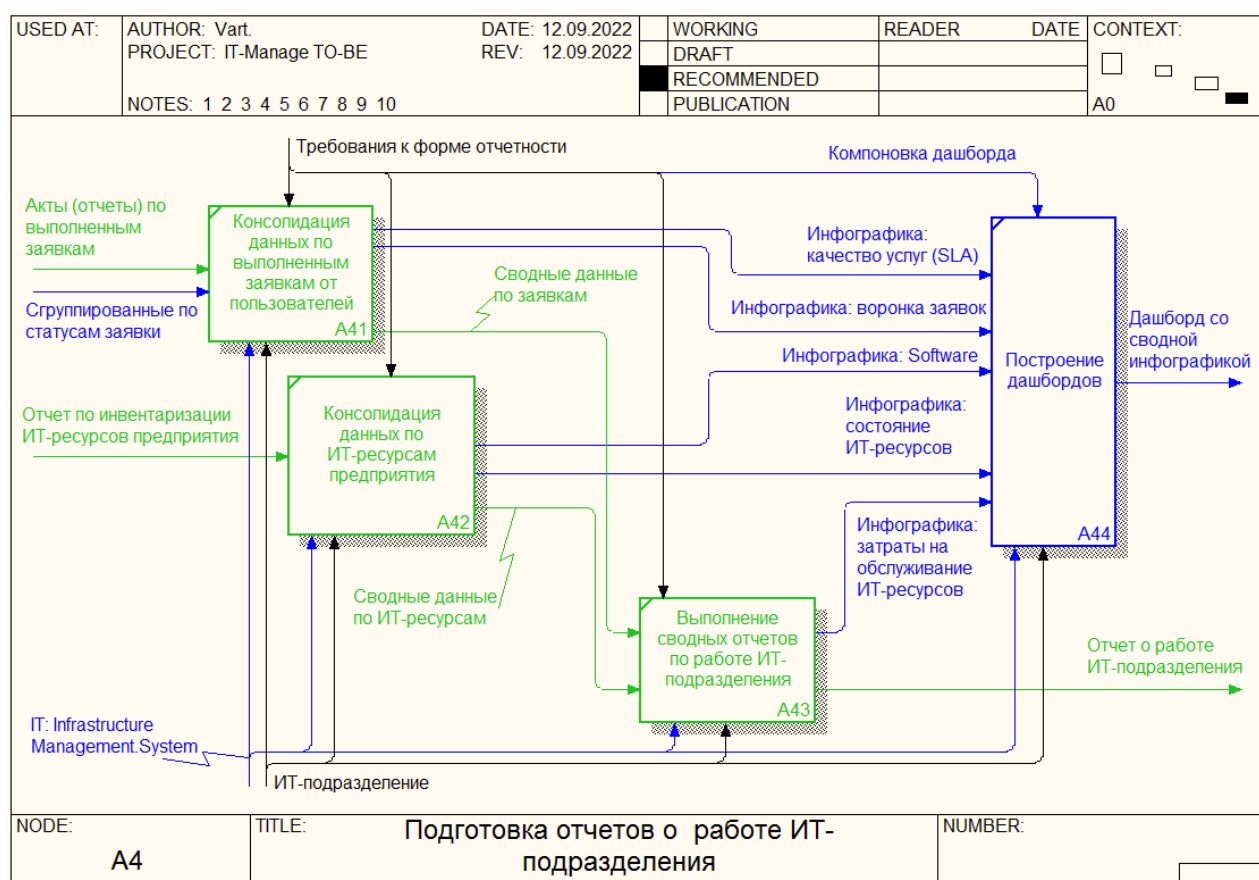 USED AT:
AUTHOR: Vart.
DATE: 12.09.2022
PROJECT: IT-Manage TO-BE
REV: 12.09.2022
NOTES: 1 2 3 4 5 6 7 8 9 10
WORKING
DRAFT
RECOMMENDED
PUBLICATION
READER
DATE
CONTEXT:
A0
Требования к форме отчетности
Компоновка дашборда
Акты (отчеты) по
выполненным
заявкам
Сгруппированные по
статусам заявки
Консолидация
данных по
выполненным
заявкам от
пользователей
A41
Сводные данные
по заявкам
Инфографика:
качество услуг (SLA)
Инфографика: воронка заявок
Инфографика: Software
Инфографика:
состояние
ИТ-ресурсов
Построение
дашбордов
A44
Дашборд со
сводной
инфографикой
Отчет по инвентаризации
ИТ-ресурсов предприятия
Консолидация
данных по
ИТ-ресурсам
предприятия
A42
Инфографика:
затраты на
обслуживание
ИТ-ресурсов
Сводные данные
по ИТ-ресурсам
Выполнение
сводных отчетов
по работе ИТ-
подразделения
A43
Отчет о работе
ИТ-подразделения
IT: Infrastructure
Management.System
ИТ-подразделение
NODE:
A4
TITLE:
Подготовка отчетов о работе ИТ-
подразделения
NUMBER: